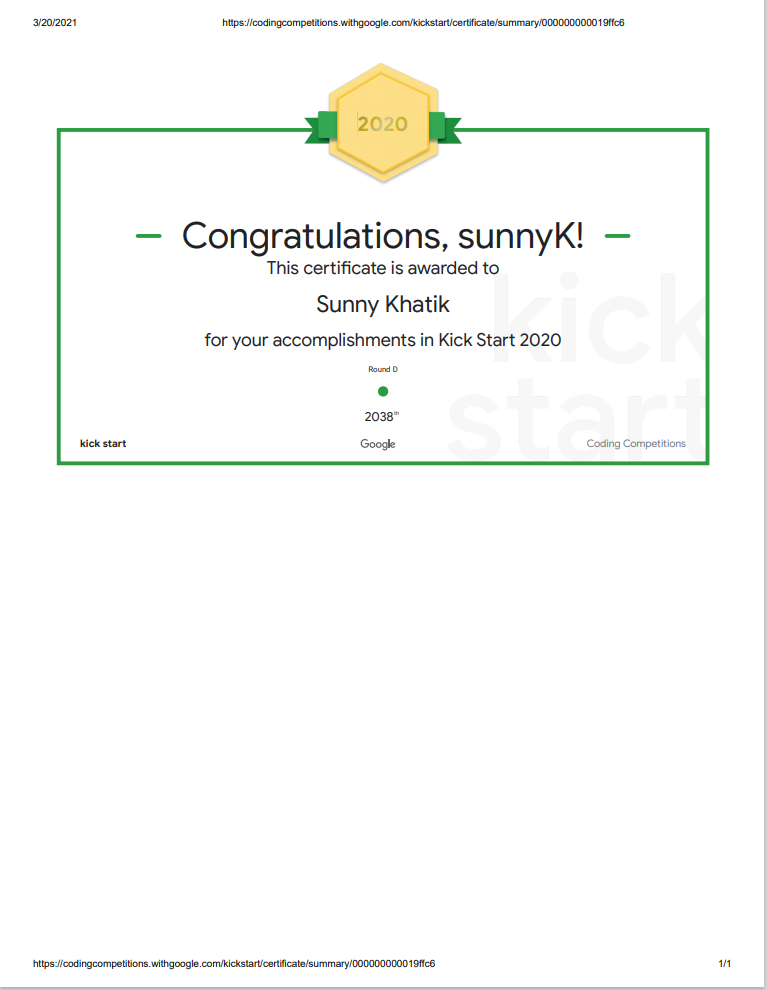 3/20/2021 https://codingcompetitions.withgoogle.com/kickstart/certificate/summary/000000000019ffc6
2020
Congratulations, sunnyK!
This certificate is awarded to
Sunny Khatik
for your accomplishments in Kick Start 2020
Round D
2038th
kick start Google Coding Competitions
kick
start
https://codingcompetitions.withgoogle.com/kickstart/certificate/summary/000000000019ffc6 1/1